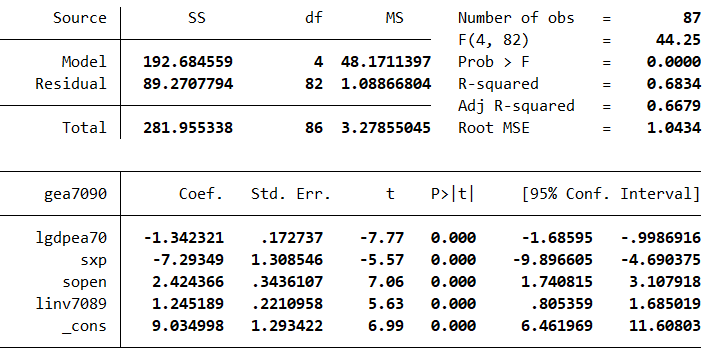 Source SS df MS Number of obs = 87
F(4, 82) = 44.25
Model 192.684559 4 48.1711397 Prob > F = 0.0000
Residual 89.2707794 82 1.08866804 R-squared = 0.6834
Adj R-squared = 0.6679
Total 281.955338 86 3.27855045 Root MSE = 1.0434
gea7090 Coef. Std. Err. t P>|t| [95% Conf. Interval]
lgdpea70 -1.342321 .172737 -7.77 0.000 -1.68595 -.9986916
sxp -7.29349 1.308546 -5.57 0.000 -9.896605 -4.690375
sopen 2.424366 .3436107 7.06 0.000 1.740815 3.107918
linv7089 1.245189 .2210958 5.63 0.000 .805359 1.685019
_cons 9.034998 1.293422 6.99 0.000 6.461969 11.60803